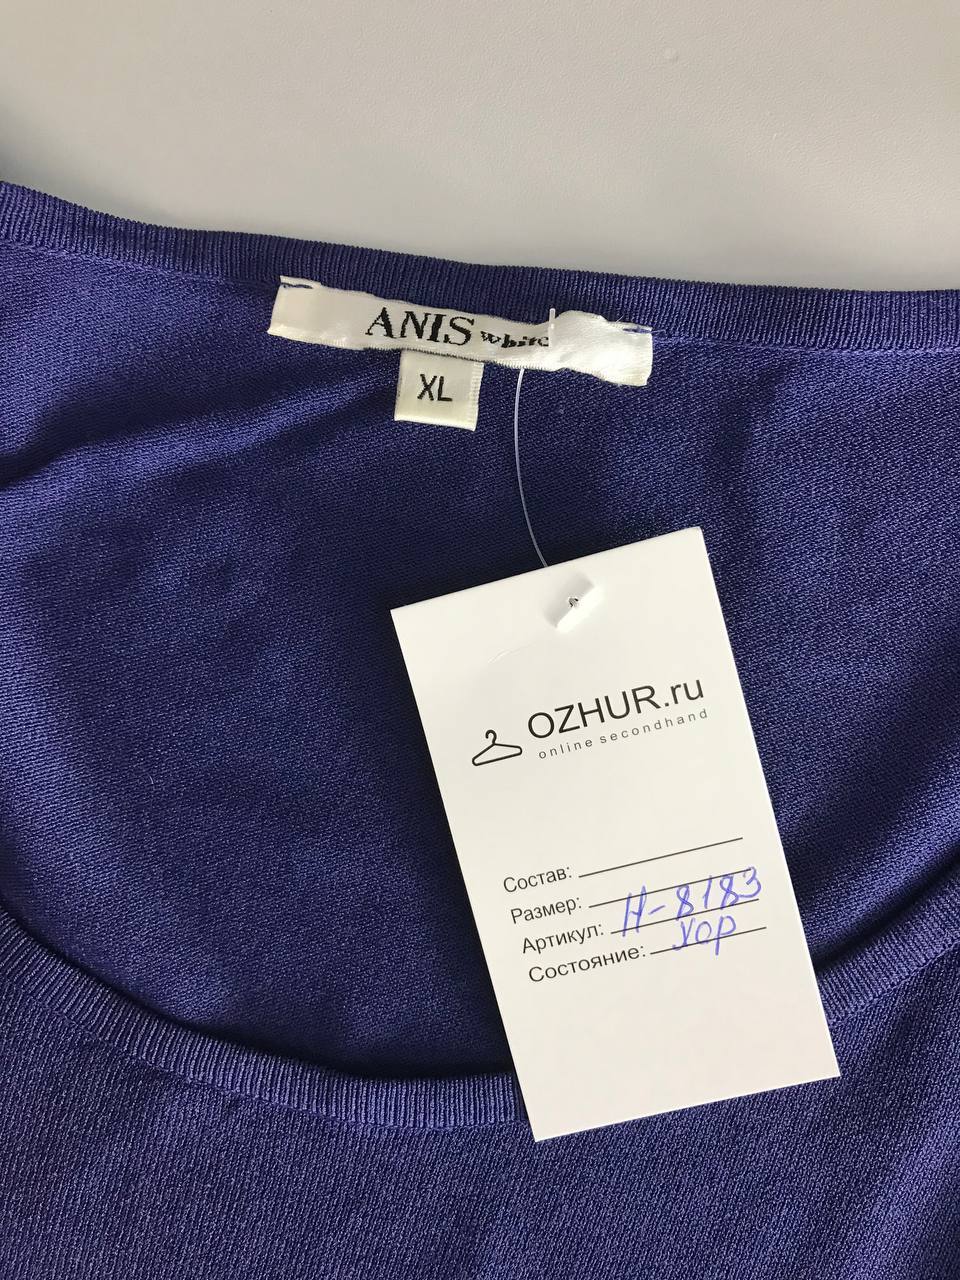 ANIS white
XL
OZHUR.ru
online secondhand
Состав:
Размер:
Артикул: Н-8183
Состояние: хор